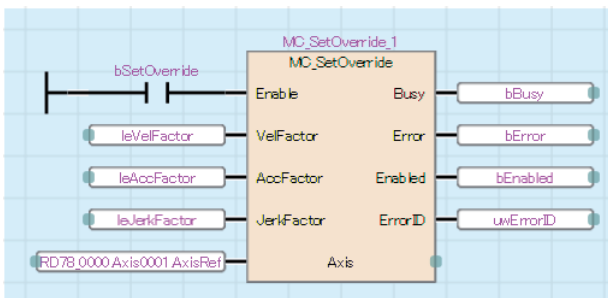 MC_SetOverride_1
bSetOverride
MC_SetOverride
Enable
Busy
bBusy
leVelFactor
VelFactor
Error
bError
leAccFactor
AccFactor
Enabled
bEnabled
leJerkFactor
JerkFactor
ErrorID
uwErrorID
RD78_0000.Axis0001.AxisRef
Axis